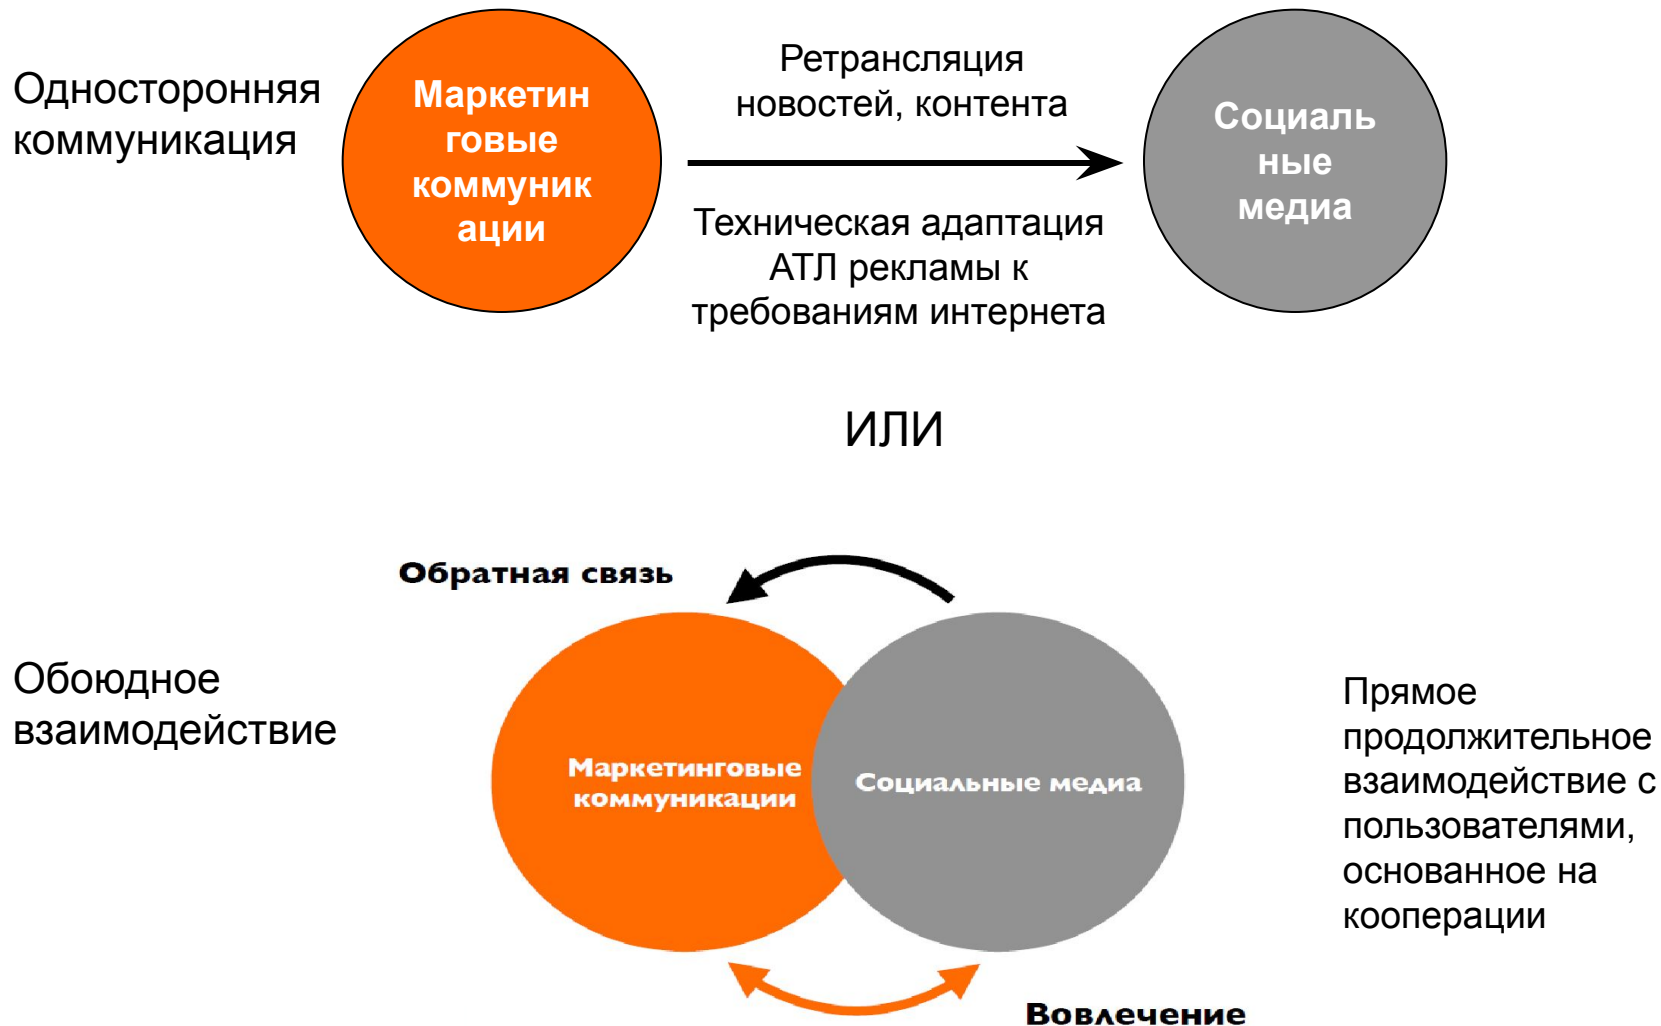 Односторонняя
коммуникация
Маркетин
говые
коммуник
ации
Ретрансляция
новостей, контента
Техническая адаптация
АТЛ рекламы к
требованиям интернета
Социаль
ные
медиа
ИЛИ
Обратная связь
Обоюдное
взаимодействие
Маркетинговые
коммуникации
Социальные медиа
Прямое
продолжительное
взаимодействие с
пользователями,
основанное на
кооперации
Вовлечение